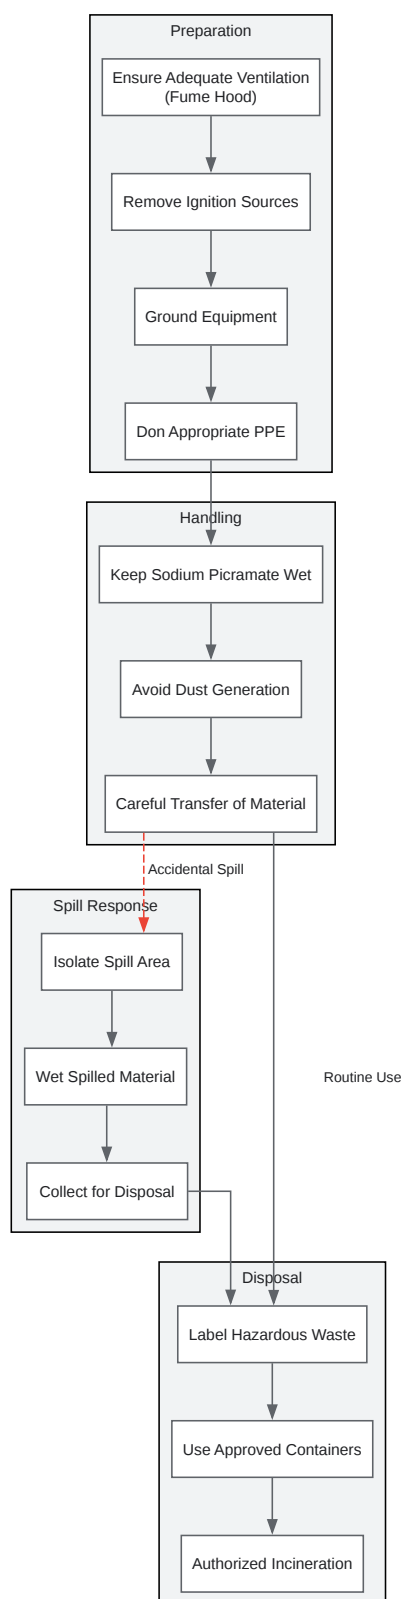 Preparation
Ensure Adequate Ventilation
(Fume Hood)
Remove Ignition Sources
Ground Equipment
Don Appropriate PPE
Handling
Keep Sodium Picramate Wet
Avoid Dust Generation
Careful Transfer of Material
Accidental Spill
Spill Response
Isolate Spill Area
Wet Spilled Material
Routine Use
Collect for Disposal
Disposal
Label Hazardous Waste
Use Approved Containers
Authorized Incineration